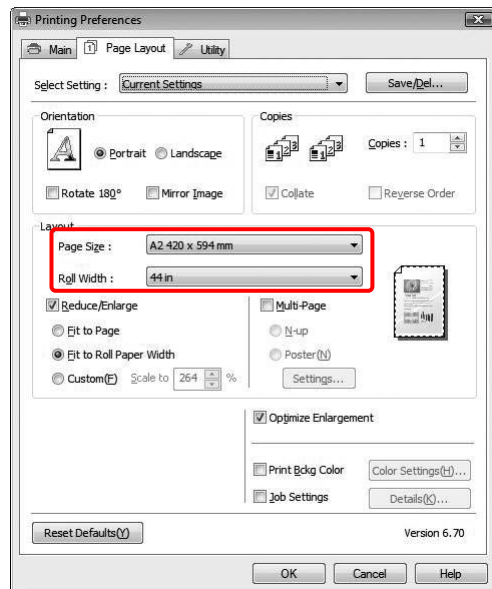 Printing Preferences
Main Page Layout Utility
Select Setting : Current Settings Save/Del...
Orientation
Portrait Landscape
Rotate 180° Mirror Image
Copies
Copies : 1
Collate Reverse Order
Layout
Page Size : A2 420 x 594 mm
Roll Width : 44 in
Reduce/Enlarge
Fit to Page
Fit to Roll Paper Width
Custom(F) Scale to 264 %
Multi-Page
N-up
Poster(N)
Settings...
Optimize Enlargement
Print Bckg Color Color Settings(H)...
Job Settings Details(K)...
Reset Defaults(Y) Version 6.70
OK Cancel Help